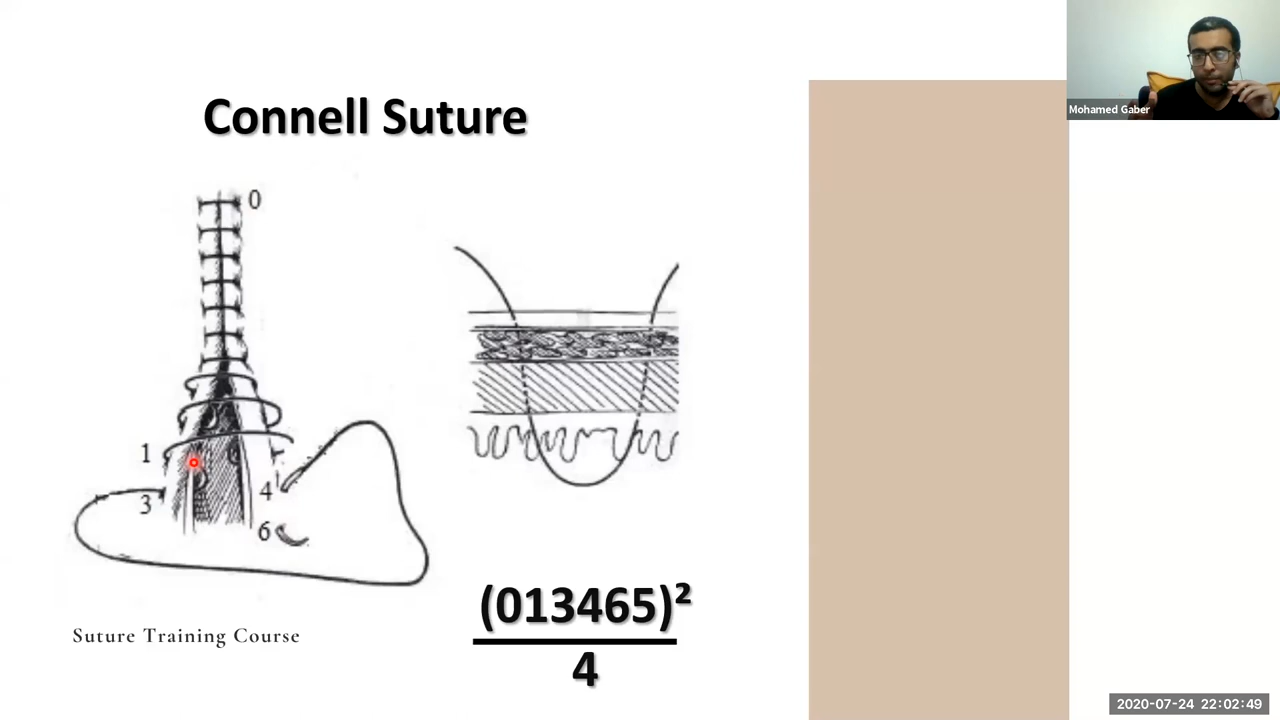 Connell Suture
Mohamed Gaber
0
1
3
4
6
(013465)²
4
Suture Training Course
2020-07-24 22:02:49